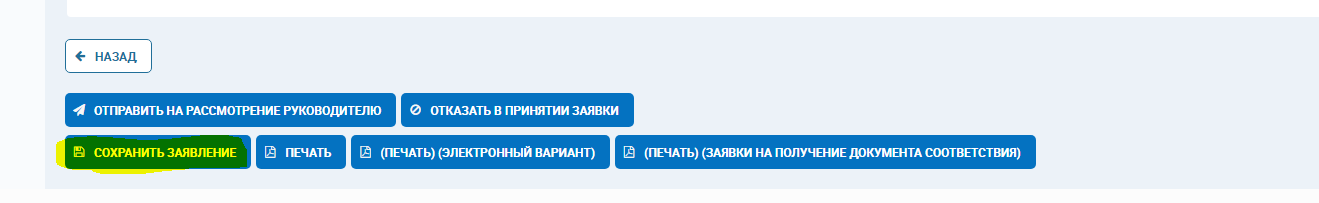 НАЗАД
ОТПРАВИТЬ НА РАССМОТРЕНИЕ РУКОВОДИТЕЛЮ ОТКАЗАТЬ В ПРИНЯТИИ ЗАЯВКИ
СОХРАНИТЬ ЗАЯВЛЕНИЕ ПЕЧАТЬ (ПЕЧАТЬ) (ЭЛЕКТРОННЫЙ ВАРИАНТ) (ПЕЧАТЬ) (ЗАЯВКИ НА ПОЛУЧЕНИЕ ДОКУМЕНТА СООТВЕТСТВИЯ)